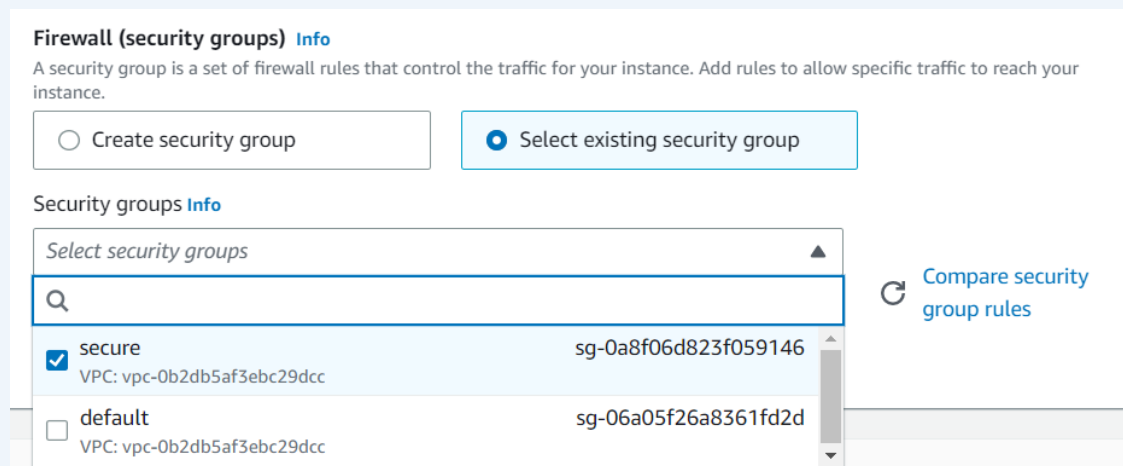 Firewall (security groups) Info
A security group is a set of firewall rules that control the traffic for your instance. Add rules to allow specific traffic to reach your
instance.
Create security group
Select existing security group
Security groups Info
Select security groups
Compare security
group rules
secure sg-0a8f06d823f059146
VPC: vpc-0b2db5af3ebc29dcc
default sg-06a05f26a8361fd2d
VPC: vpc-0b2db5af3ebc29dcc